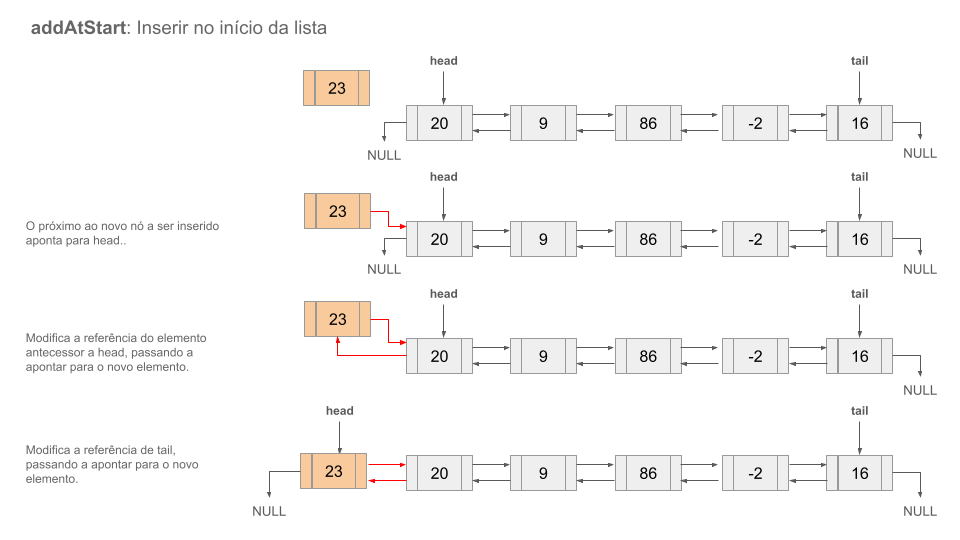 addAtStart: Inserir no início da lista
head
tail
23
20
9
86
-2
16
NULL
NULL
head
tail
23
O próximo ao novo nó a ser inserido
aponta para head..
20
9
86
-2
16
NULL
NULL
head
tail
23
Modifica a referência do elemento
antecessor a head, passando a
apontar para o novo elemento.
20
9
86
-2
16
NULL
head
tail
Modifica a referência de tail,
passando a apontar para o novo
elemento.
23
20
9
86
-2
16
NULL
NULL